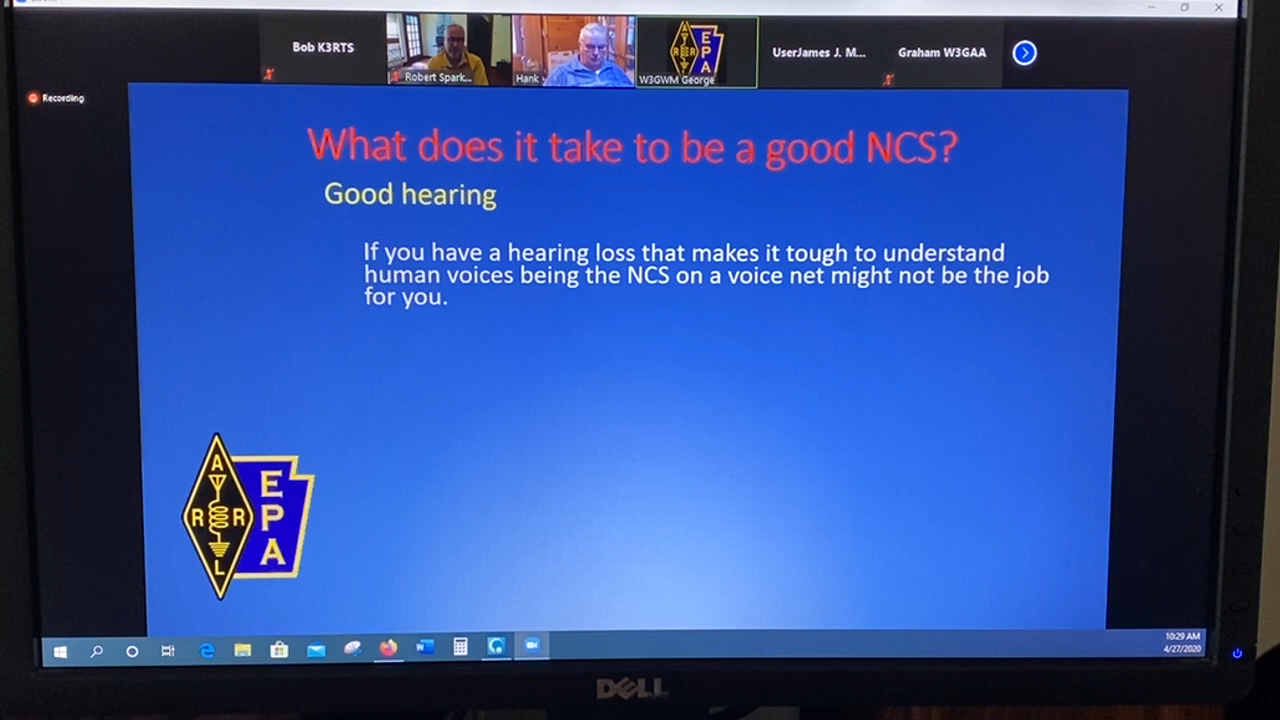 Bob K3RTS
Robert Spark...
Hank
W3GWM George
UserJames J. M...
Graham W3GAA
Recording
What does it take to be a good NCS?
Good hearing
If you have a hearing loss that makes it tough to understand
human voices being the NCS on a voice net might not be the job
for you.
A
R R
L
E
P
A
A
R R
L
E
P
A
10:29 AM
4/27/2020
DELL